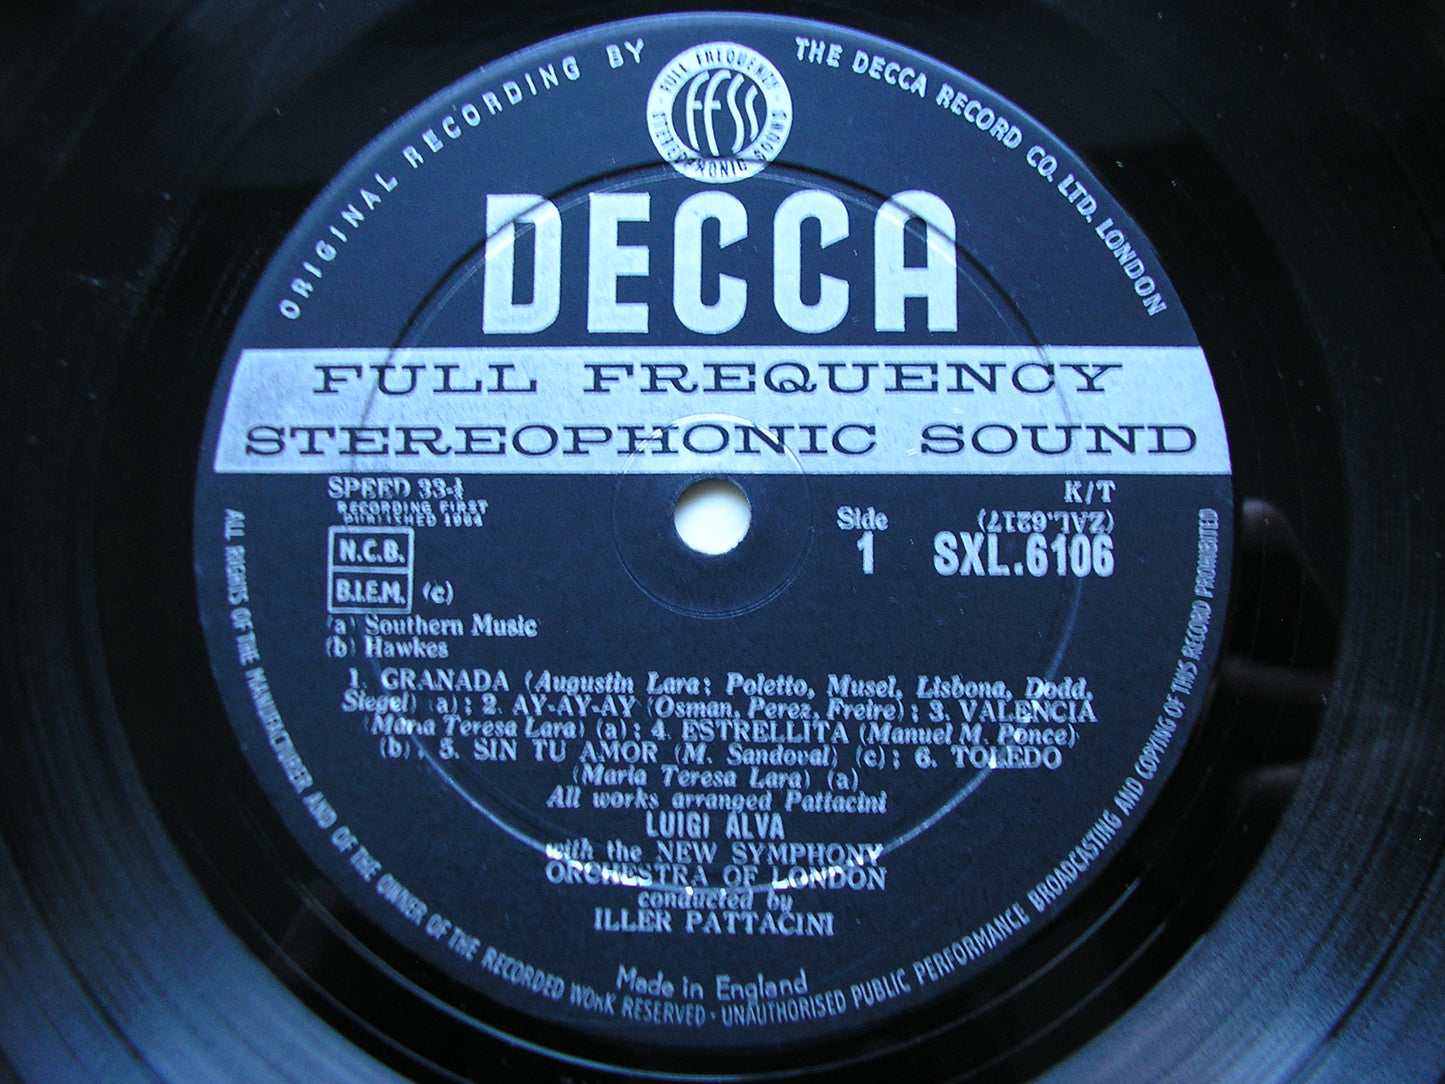 ORIGINAL RECORDING BY
THE DECCA RECORD CO. LTD. LONDON
FULL FREQUENCY
FFSS
STEREOPHONIC SOUND
DECCA
FULL FREQUENCY
STEREOPHONIC SOUND
SPEED 33⅓
RECORDING FIRST
PUBLISHED 1964
N.C.B.
B.I.E.M. (c)
(a) Southern Music
(b) Hawkes
Side
1
K/T
(ZAL.6217)
SXL.6106
1. GRANADA (Augustin Lara; Poletto, Musel, Lisbona, Dodd,
Siegel) (a); 2. AY-AY-AY (Osman, Perez, Freire); 3. VALENCIA
(Maria Teresa Lara) (a); 4. ESTRELLITA (Manuel M. Ponce)
(b); 5. SIN TU AMOR (M. Sandoval) (c); 6. TOLEDO
(Maria Teresa Lara) (a)
All works arranged Pattacini
LUIGI ALVA
with the NEW SYMPHONY
ORCHESTRA OF LONDON
conducted by
ILLER PATTACINI
Made in England
ALL RIGHTS OF THE MANUFACTURER AND OF THE OWNER OF THE RECORDED WORK RESERVED · UNAUTHORISED PUBLIC PERFORMANCE BROADCASTING AND COPYING OF THIS RECORD PROHIBITED